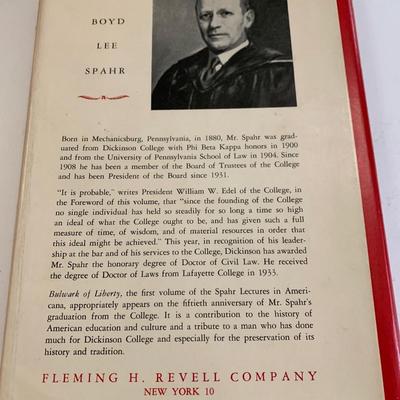 BOYD
LEE
SPAHR
Born in Mechanicsburg, Pennsylvania, in 1880, Mr. Spahr was grad-
uated from Dickinson College with Phi Beta Kappa honors in 1900
and from the University of Pennsylvania School of Law in 1904. Since
1908 he has been a member of the Board of Trustees of the College
and has been President of the Board since 1931.
"It is probable," writes President William W. Edel of the College, in
the Foreword of this volume, that "since the founding of the College
no single individual has held so steadily for so long a time so high
an ideal of what the College ought to be, and has given such a full
measure of time, of wisdom, and of material resources in order that
this ideal might be achieved." This year, in recognition of his leader-
ship at the bar and of his services to the College, Dickinson has awarded
Mr. Spahr the honorary degree of Doctor of Civil Law. He received
the degree of Doctor of Laws from Lafayette College in 1933.
Bulwark of Liberty, the first volume of the Spahr Lectures in Ameri-
cana, appropriately appears on the fiftieth anniversary of Mr. Spahr's
graduation from the College. It is a contribution to the history of
American education and culture and a tribute to a man who has done
much for Dickinson College and especially for the preservation of its
history and tradition.
FLEMING H. REVELL COMPANY
NEW YORK 10